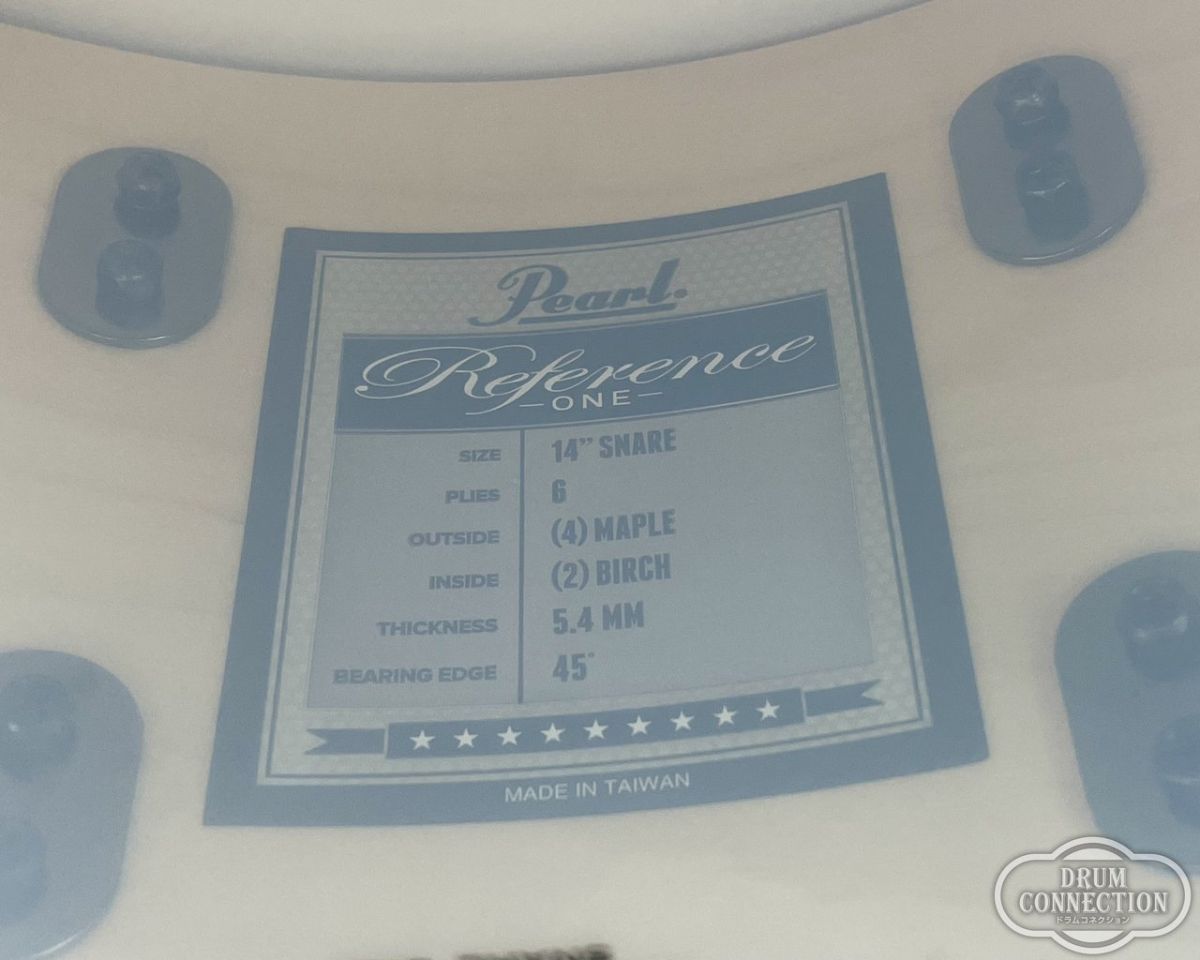 Pearl.
Reference
ONE
SIZE 14” SNARE
PLIES 6
OUTSIDE (4) MAPLE
INSIDE (2) BIRCH
THICKNESS 5.4 MM
BEARING EDGE 45°
MADE IN TAIWAN
DRUM
CONNECTION
ドラムコネクション